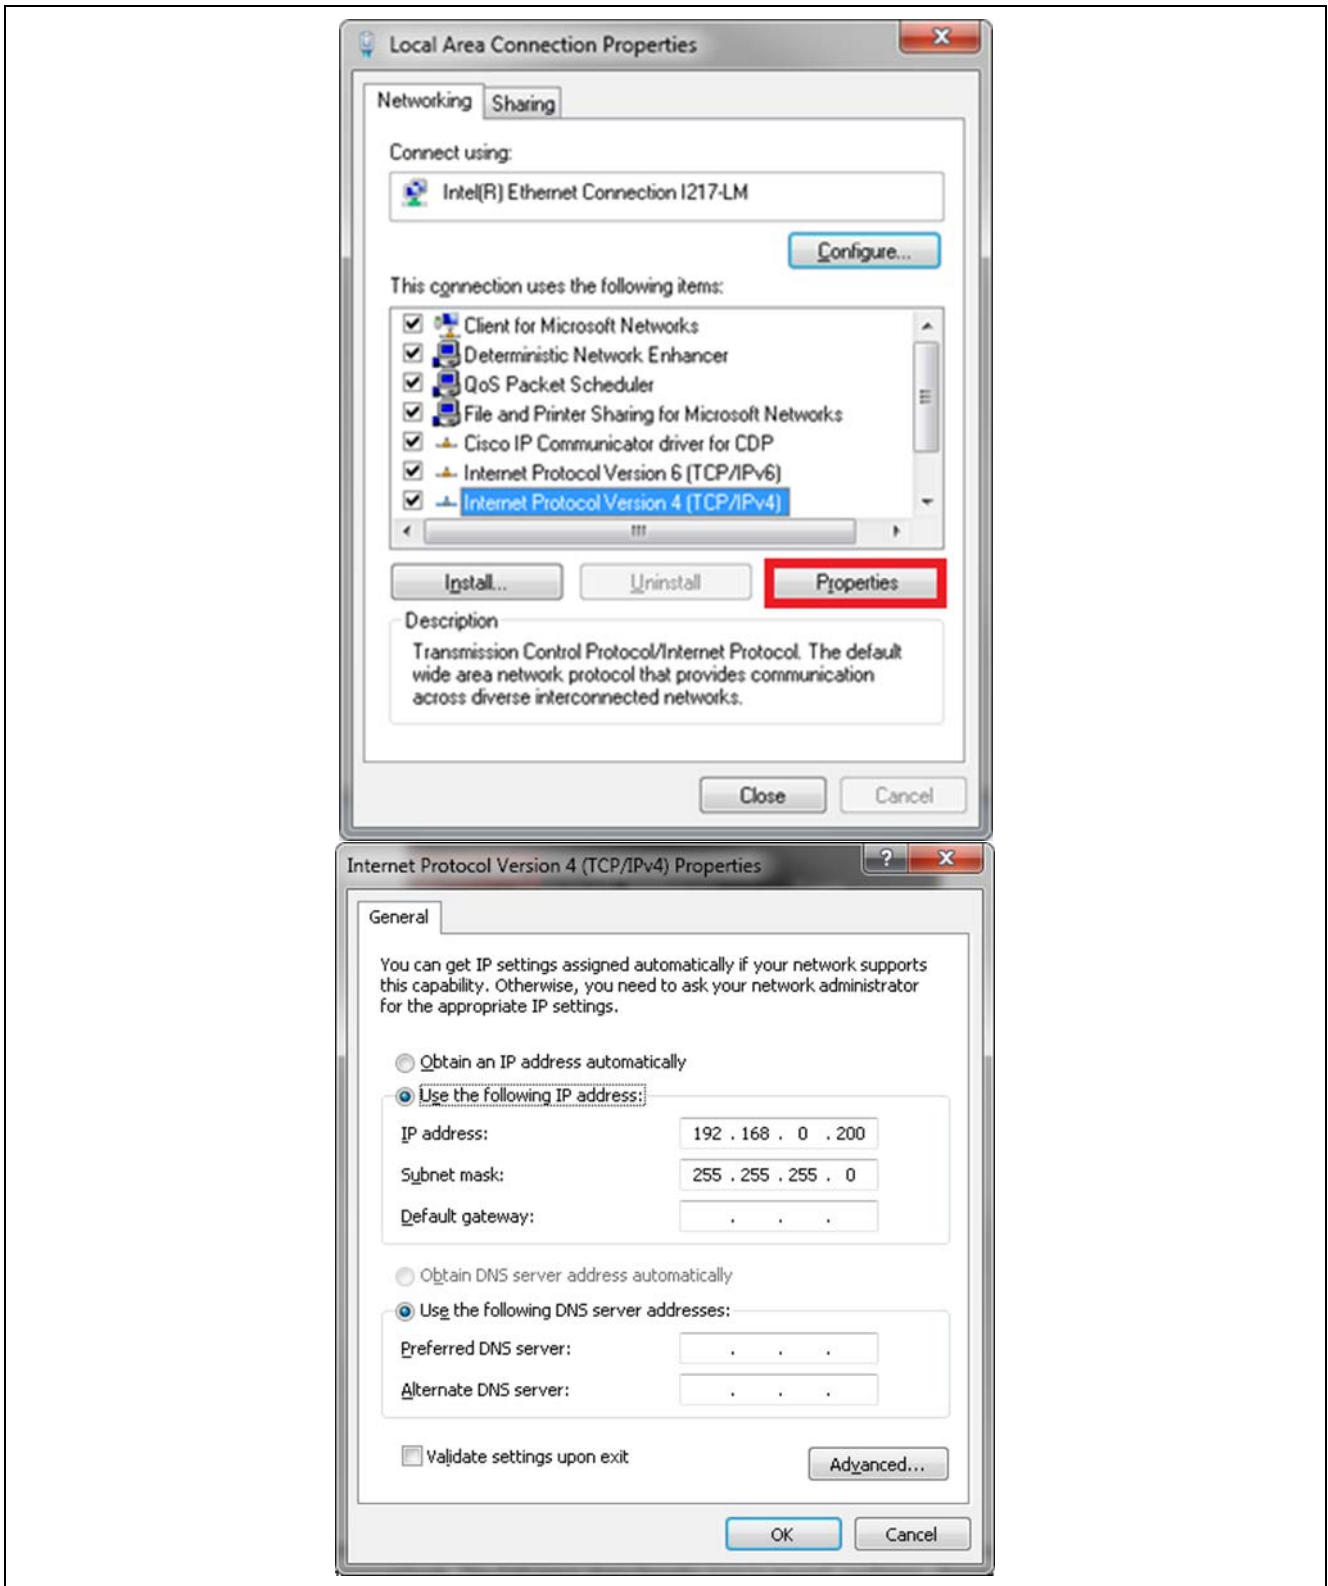 Local Area Connection Properties
Networking Sharing
Connect using:
Intel(R) Ethernet Connection I217-LM
Configure...
This connection uses the following items:
Client for Microsoft Networks
Deterministic Network Enhancer
QoS Packet Scheduler
File and Printer Sharing for Microsoft Networks
Cisco IP Communicator driver for CDP
Internet Protocol Version 6 (TCP/IPv6)
Internet Protocol Version 4 (TCP/IPv4)
Install... Uninstall Properties
Description
Transmission Control Protocol/Internet Protocol. The default
wide area network protocol that provides communication
across diverse interconnected networks.
Close Cancel
Internet Protocol Version 4 (TCP/IPv4) Properties
General
You can get IP settings assigned automatically if your network supports
this capability. Otherwise, you need to ask your network administrator
for the appropriate IP settings.
Obtain an IP address automatically
Use the following IP address:
IP address: 192 . 168 . 0 . 200
Subnet mask: 255 . 255 . 255 . 0
Default gateway: . . .
Obtain DNS server address automatically
Use the following DNS server addresses:
Preferred DNS server: . . .
Alternate DNS server: . . .
Validate settings upon exit
Advanced...
OK Cancel